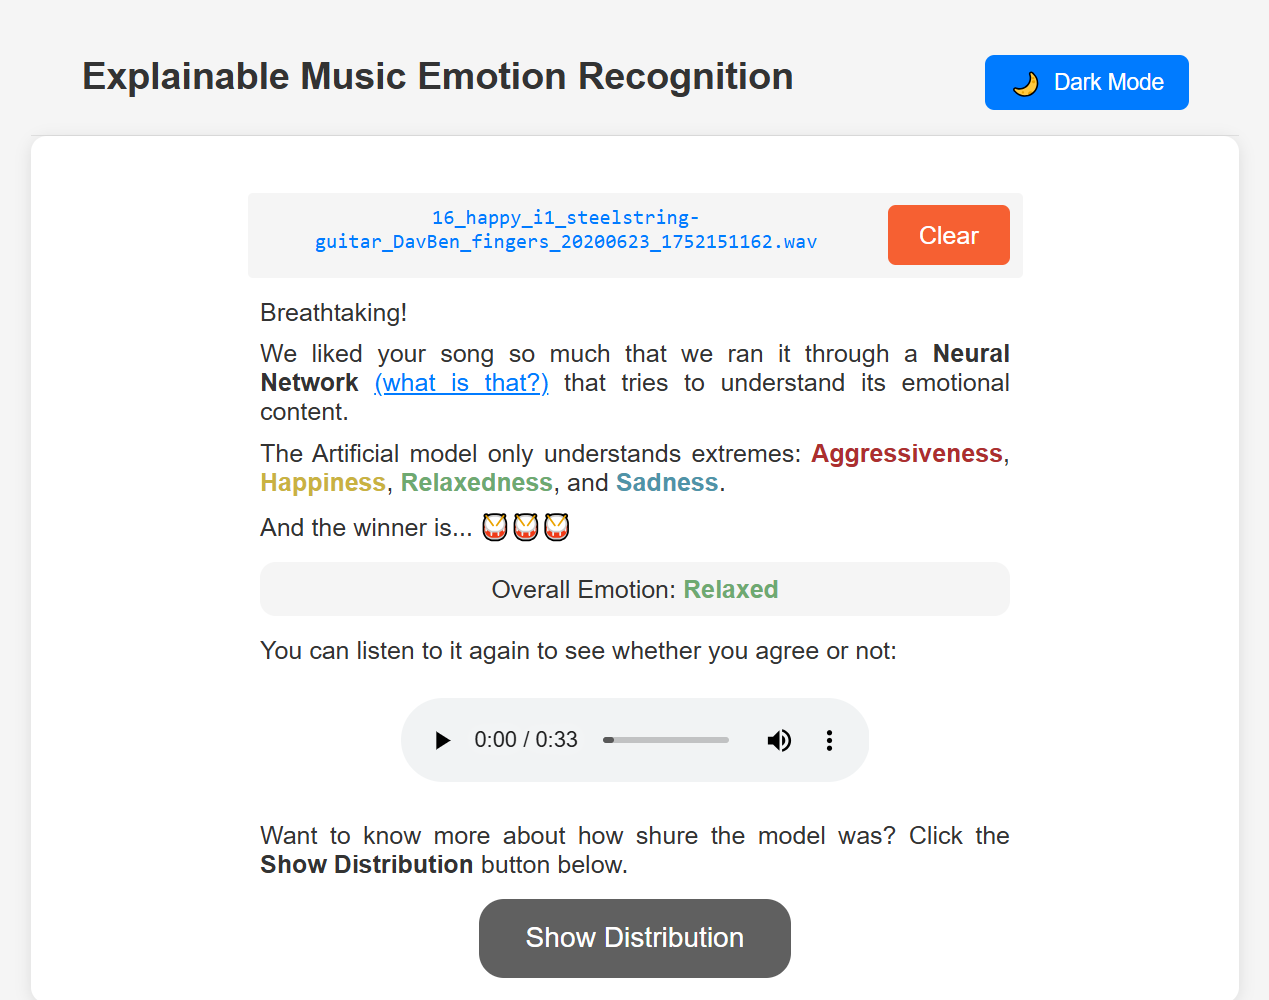 Explainable Music Emotion Recognition
🌙 Dark Mode
16_happy_i1_steelstring-
guitar_DavBen_fingers_20200623_1752151162.wav
Clear
Breathtaking!
We liked your song so much that we ran it through a Neural
Network (what is that?) that tries to understand its emotional
content.
The Artificial model only understands extremes: Aggressiveness,
Happiness, Relaxedness, and Sadness.
And the winner is... 🥁🥁🥁
Overall Emotion: Relaxed
You can listen to it again to see whether you agree or not:
0:00 / 0:33
Want to know more about how shure the model was? Click the
Show Distribution button below.
Show Distribution